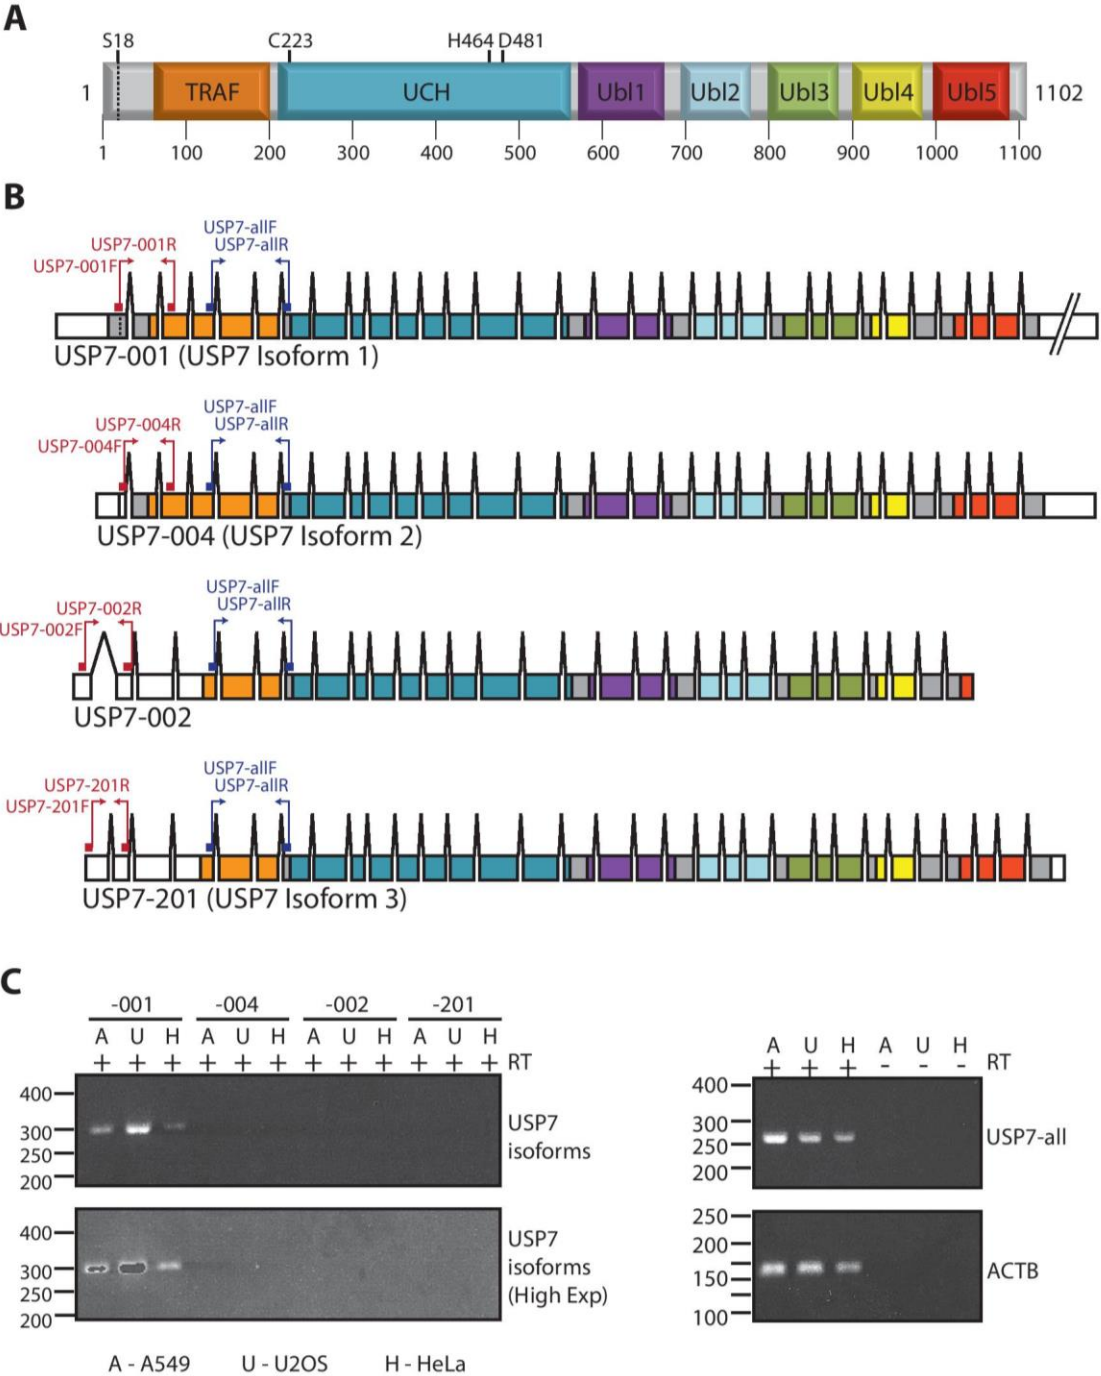 A
S18 C223 H464 D481
1 TRAF UCH Ubl1 Ubl2 Ubl3 Ubl4 Ubl5 1102
1 100 200 300 400 500 600 700 800 900 1000 1100
B
USP7-allF
USP7-001R USP7-allR
USP7-001F
USP7-001 (USP7 Isoform 1)
USP7-allF
USP7-004R USP7-allR
USP7-004F
USP7-004 (USP7 Isoform 2)
USP7-allF
USP7-002R USP7-allR
USP7-002F
USP7-002
USP7-allF
USP7-201R USP7-allR
USP7-201F
USP7-201 (USP7 Isoform 3)
C
-001 -004 -002 -201
A U H A U H A U H A U H
+ + + + + + + + + + + + RT
400
300
250
200
USP7
isoforms
400
300
250
200
USP7
isoforms
(High Exp)
A - A549 U - U2OS H - HeLa
A U H A U H
+ + + - - - RT
400
300
250
200
USP7-all
250
200
150
100
ACTB